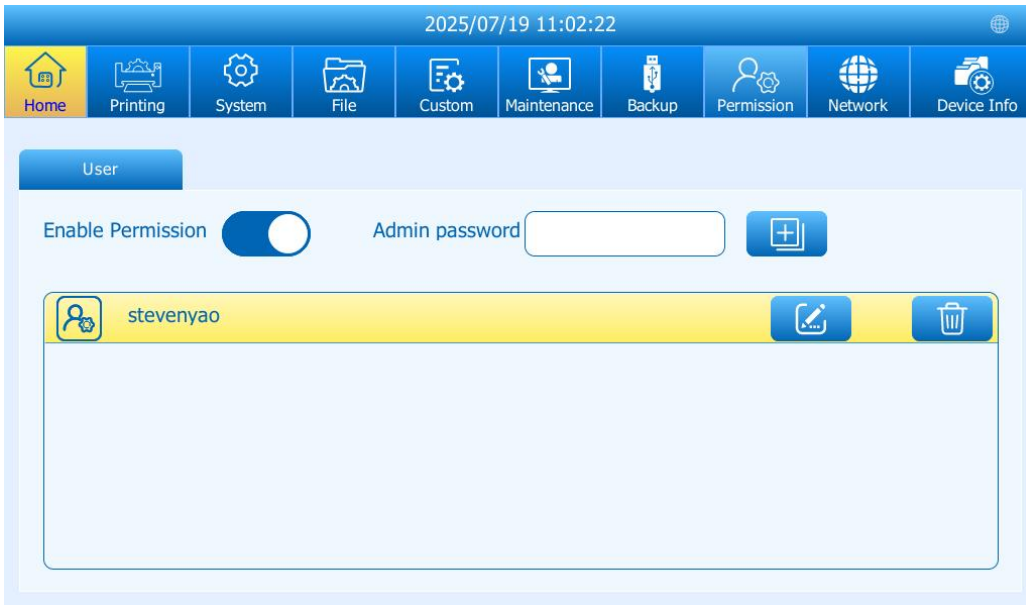 2025/07/19 11:02:22
Home Printing System File Custom Maintenance Backup Permission Network Device Info
User
Enable Permission Admin password
stevenyao